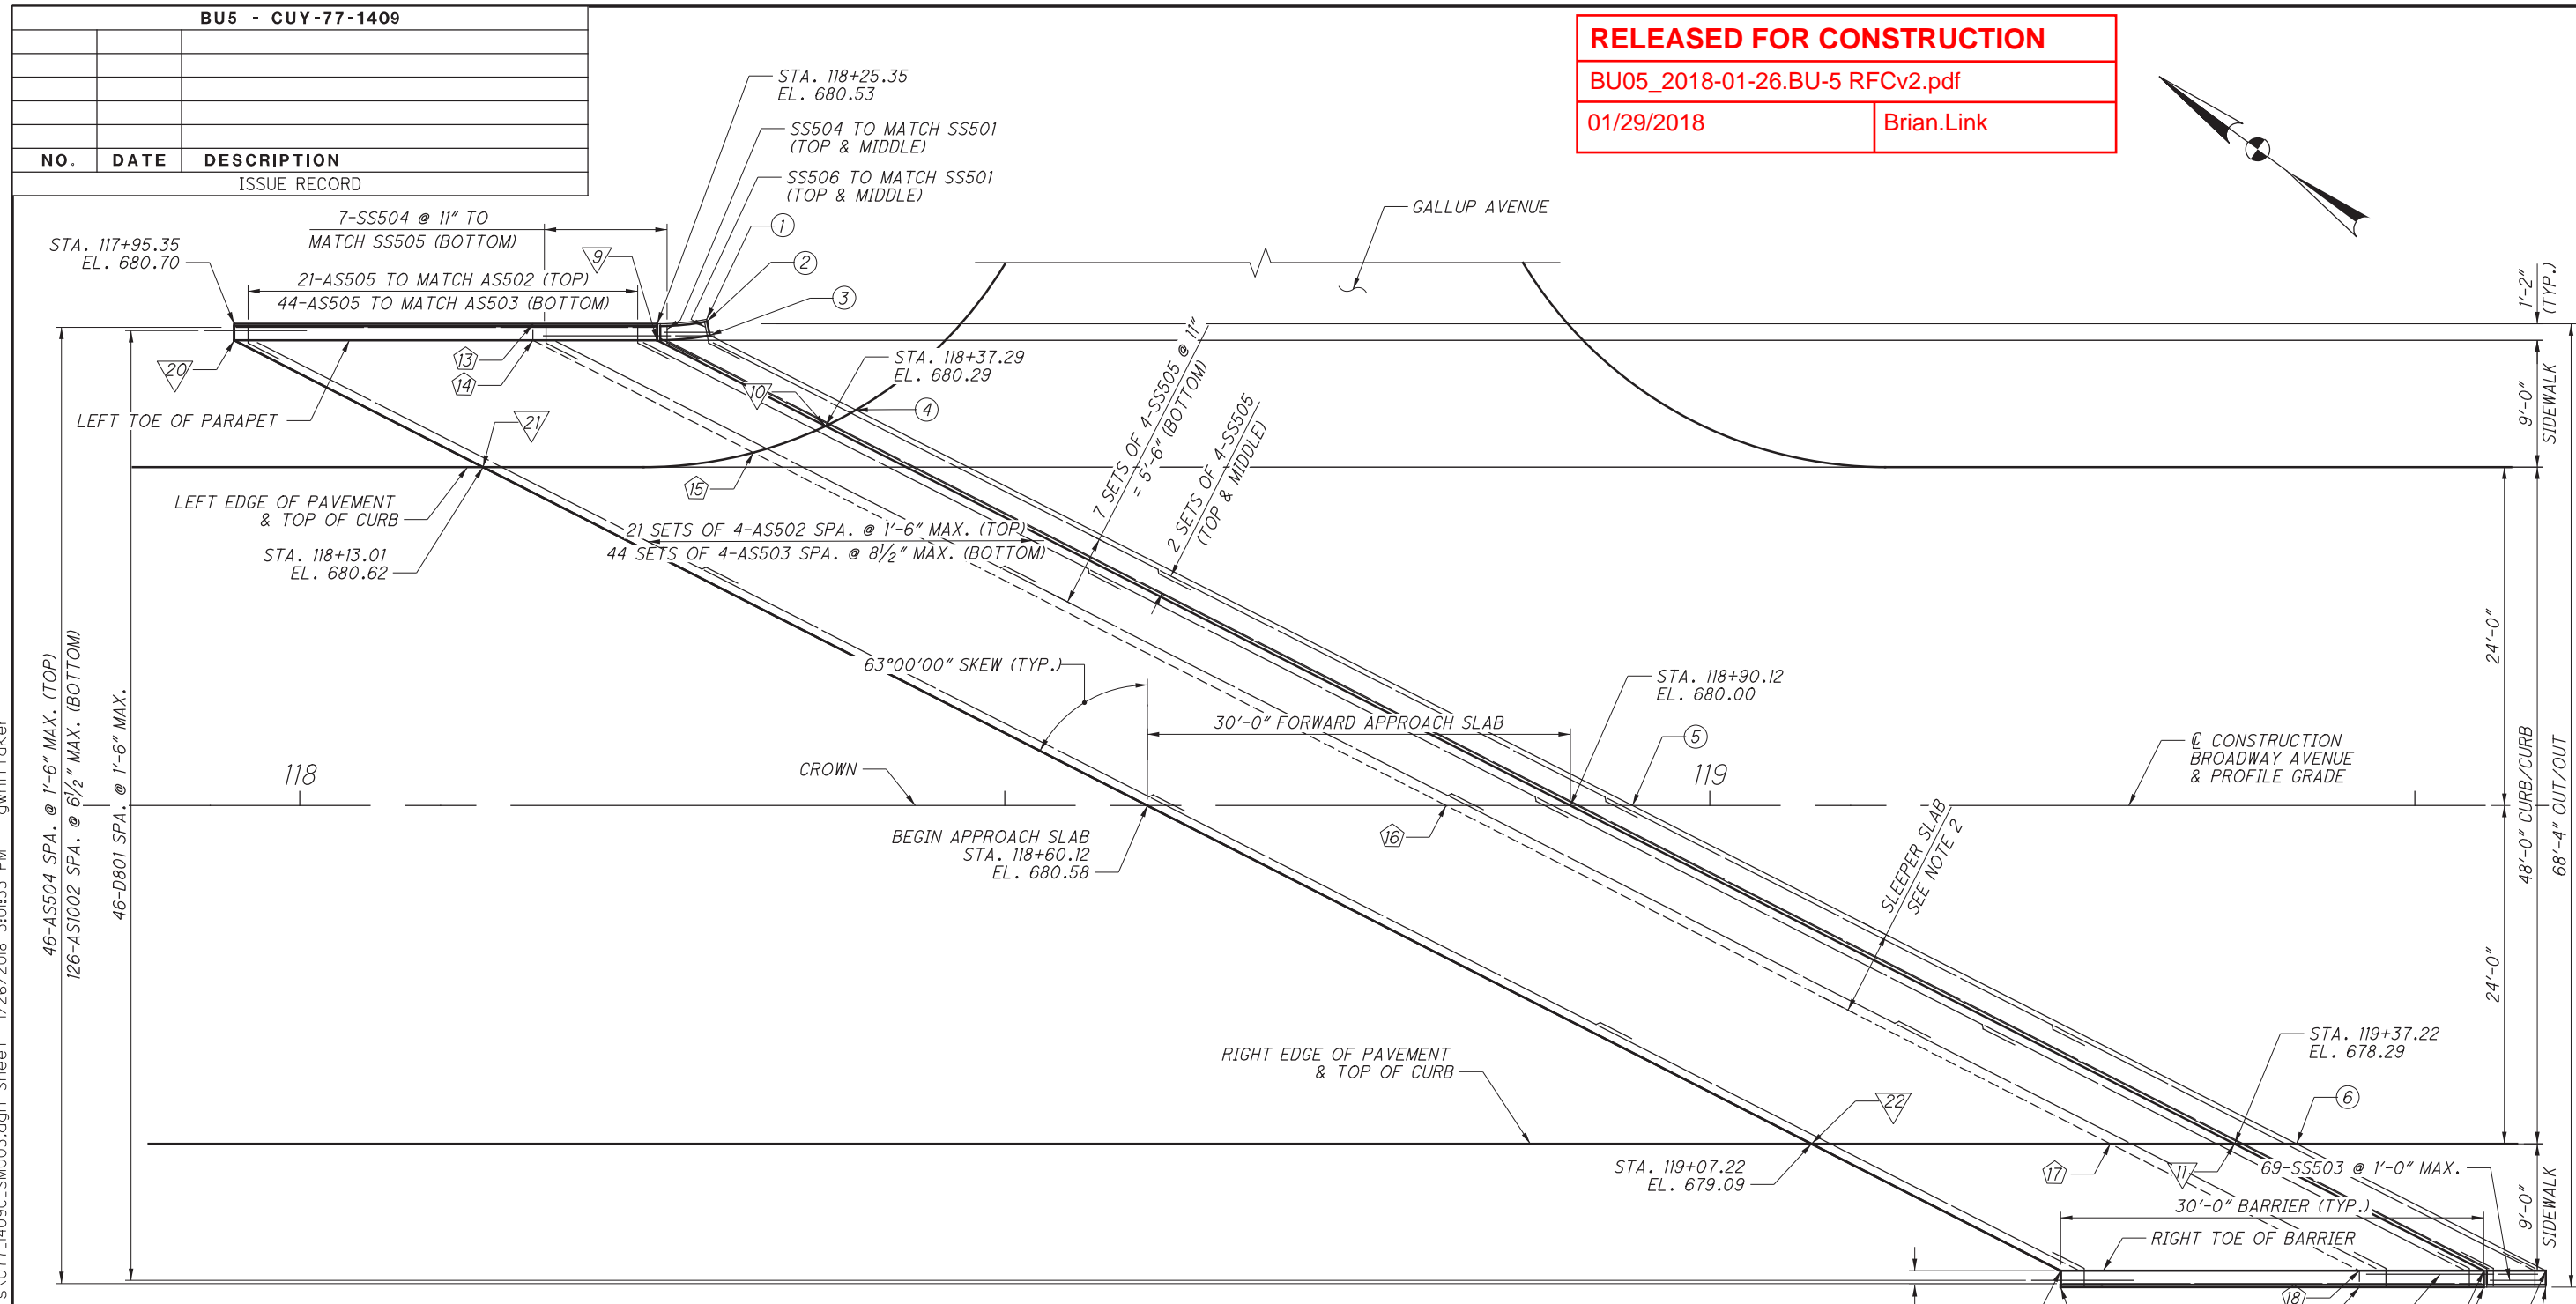 BU5 - CUY-77-1409
NO. DATE DESCRIPTION
ISSUE RECORD
RELEASED FOR CONSTRUCTION
BU05_2018-01-26.BU-5 RFCv2.pdf
01/29/2018 Brian.Link
STA. 118+25.35
EL. 680.53
SS504 TO MATCH SS501
(TOP & MIDDLE)
SS506 TO MATCH SS501
(TOP & MIDDLE)
1
2
3
GALLUP AVENUE
7-SS504 @ 11" TO
MATCH SS505 (BOTTOM)
9
STA. 117+95.35
EL. 680.70
21-AS505 TO MATCH AS502 (TOP)
44-AS505 TO MATCH AS503 (BOTTOM)
1'-2"
(TYP.)
13
14
20
10
STA. 118+37.29
EL. 680.29
4
LEFT TOE OF PARAPET
21
15
9'-0"
SIDEWALK
LEFT EDGE OF PAVEMENT
& TOP OF CURB
STA. 118+13.01
EL. 680.62
7 SETS OF 4-SS505 @ 11"
= 5'-6" (BOTTOM)
2 SETS OF 4-SS505
(TOP & MIDDLE)
21 SETS OF 4-AS502 SPA. @ 1'-6" MAX. (TOP)
44 SETS OF 4-AS503 SPA. @ 8½" MAX. (BOTTOM)
46-AS504 SPA. @ 1'-6" MAX. (TOP)
126-AS1002 SPA. @ 6½" MAX. (BOTTOM)
46-D801 SPA. @ 1'-6" MAX.
63°00'00" SKEW (TYP.)
STA. 118+90.12
EL. 680.00
30'-0" FORWARD APPROACH SLAB
5
24'-0"
118
CROWN
119
℄ CONSTRUCTION
BROADWAY AVENUE
& PROFILE GRADE
BEGIN APPROACH SLAB
STA. 118+60.12
EL. 680.58
16
SLEEPER SLAB
SEE NOTE 2
48'-0" CURB/CURB
68'-4" OUT/OUT
24'-0"
RIGHT EDGE OF PAVEMENT
& TOP OF CURB
STA. 119+37.22
EL. 678.29
22
6
STA. 119+07.22
EL. 679.09
17
11
69-SS503 @ 1'-0" MAX.
30'-0" BARRIER (TYP.)
RIGHT TOE OF BARRIER
9'-0"
SIDEWALK
18